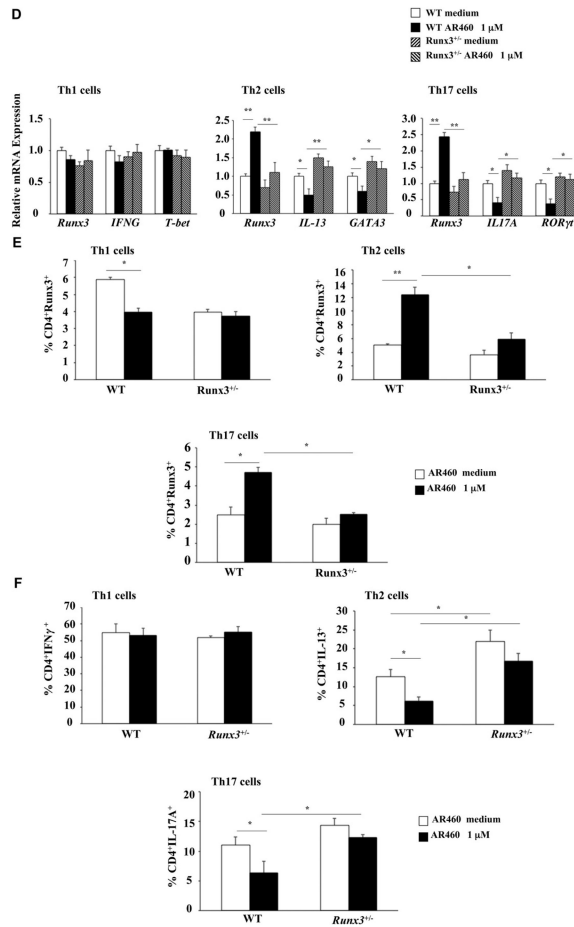 D
WT medium
WT AR460 1 μM
Runx3+/- medium
Runx3+/- AR460 1 μM
Th1 cells
Th2 cells
Th17 cells
Relative mRNA Expression
1.5
1.0
0.5
Runx3 IFNG T-bet
2.5
2.0
1.5
1.0
0.5
0
** ** * ** * *
Runx3 IL-13 GATA3
3.0
2.5
2.0
1.5
1.0
0.5
0
** ** * * * *
Runx3 IL17A RORγt
E
Th1 cells
% CD4+Runx3+
7
6
5
4
3
2
1
0
*
WT Runx3+/-
Th2 cells
% CD4+Runx3+
16
14
12
10
8
6
4
2
0
** *
WT Runx3+/-
Th17 cells
% CD4+Runx3+
6
5
4
3
2
1
0
* *
WT Runx3+/-
AR460 medium
AR460 1 μM
F
Th1 cells
% CD4+IFNγ+
80
70
60
50
40
30
20
10
0
WT Runx3+/-
Th2 cells
% CD4+IL-13+
30
25
20
15
10
5
0
* * *
WT Runx3+/-
Th17 cells
% CD4+IL-17A+
20
15
10
5
0
* *
WT Runx3+/-
AR460 medium
AR460 1 μM